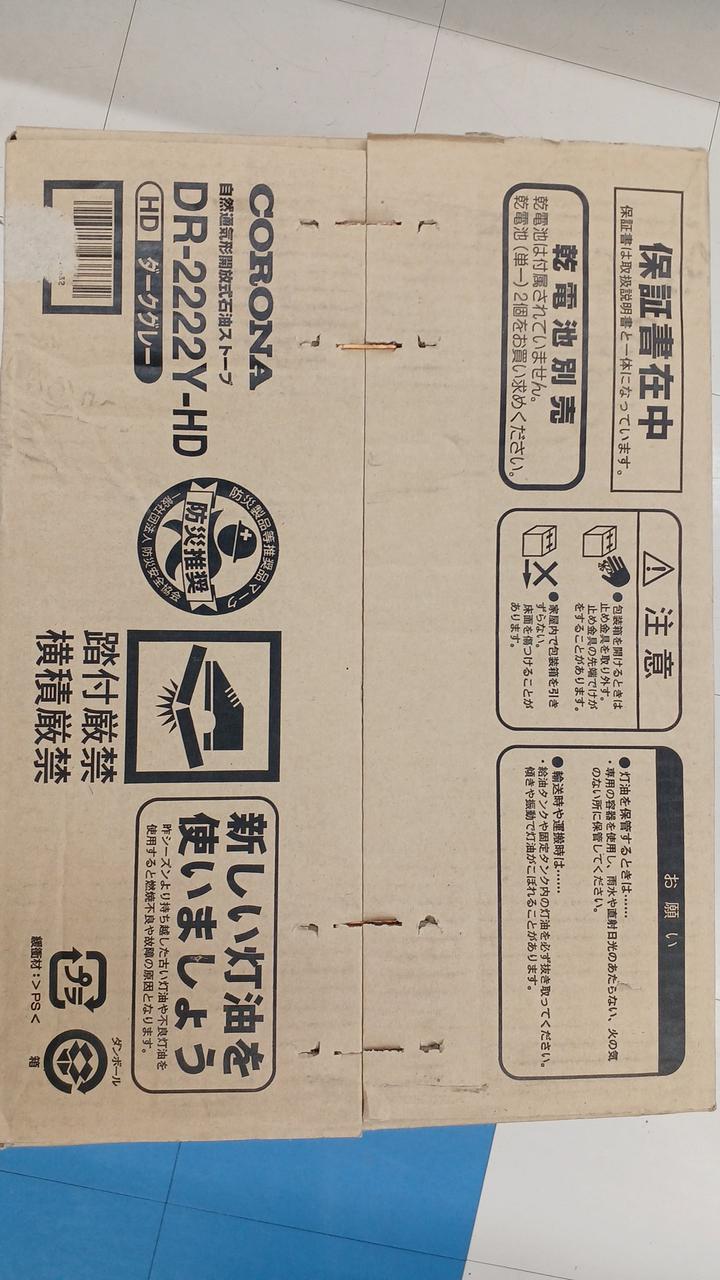 保証書在中
保証書は取扱説明書と一体になっています。
乾電池別売
乾電池は付属されていません。
乾電池（単一）2個をお買い求めください。
注意
●包装箱を開けるときは
止め金具を取り外す。
止め金具の先端でけが
をすることがあります。
●家屋内で包装箱を引き
ずらない。
床面を傷つけることが
あります。
お願い
●灯油を保管するときは……
・専用の容器を使用し、雨水や直射日光のあたらない、火の気
のない所に保管してください。
●輸送時や運搬時は……
・給油タンクや固定タンク内の灯油を必ず抜き取ってください。
傾きや振動で灯油がこぼれることがあります。
CORONA
自然通気形開放式石油ストーブ
DR-2222Y-HD
HD ダークグレー
防災製品等推奨品マーク
防災推奨
一般社団法人 防災安全協会
踏付厳禁
横積厳禁
新しい灯油を
使いましょう
昨シーズンより持ち越した古い灯油や不良灯油を
使用すると燃焼不良や故障の原因となります。
プラ
緩衝材：＞PS＜
ダンボール
箱